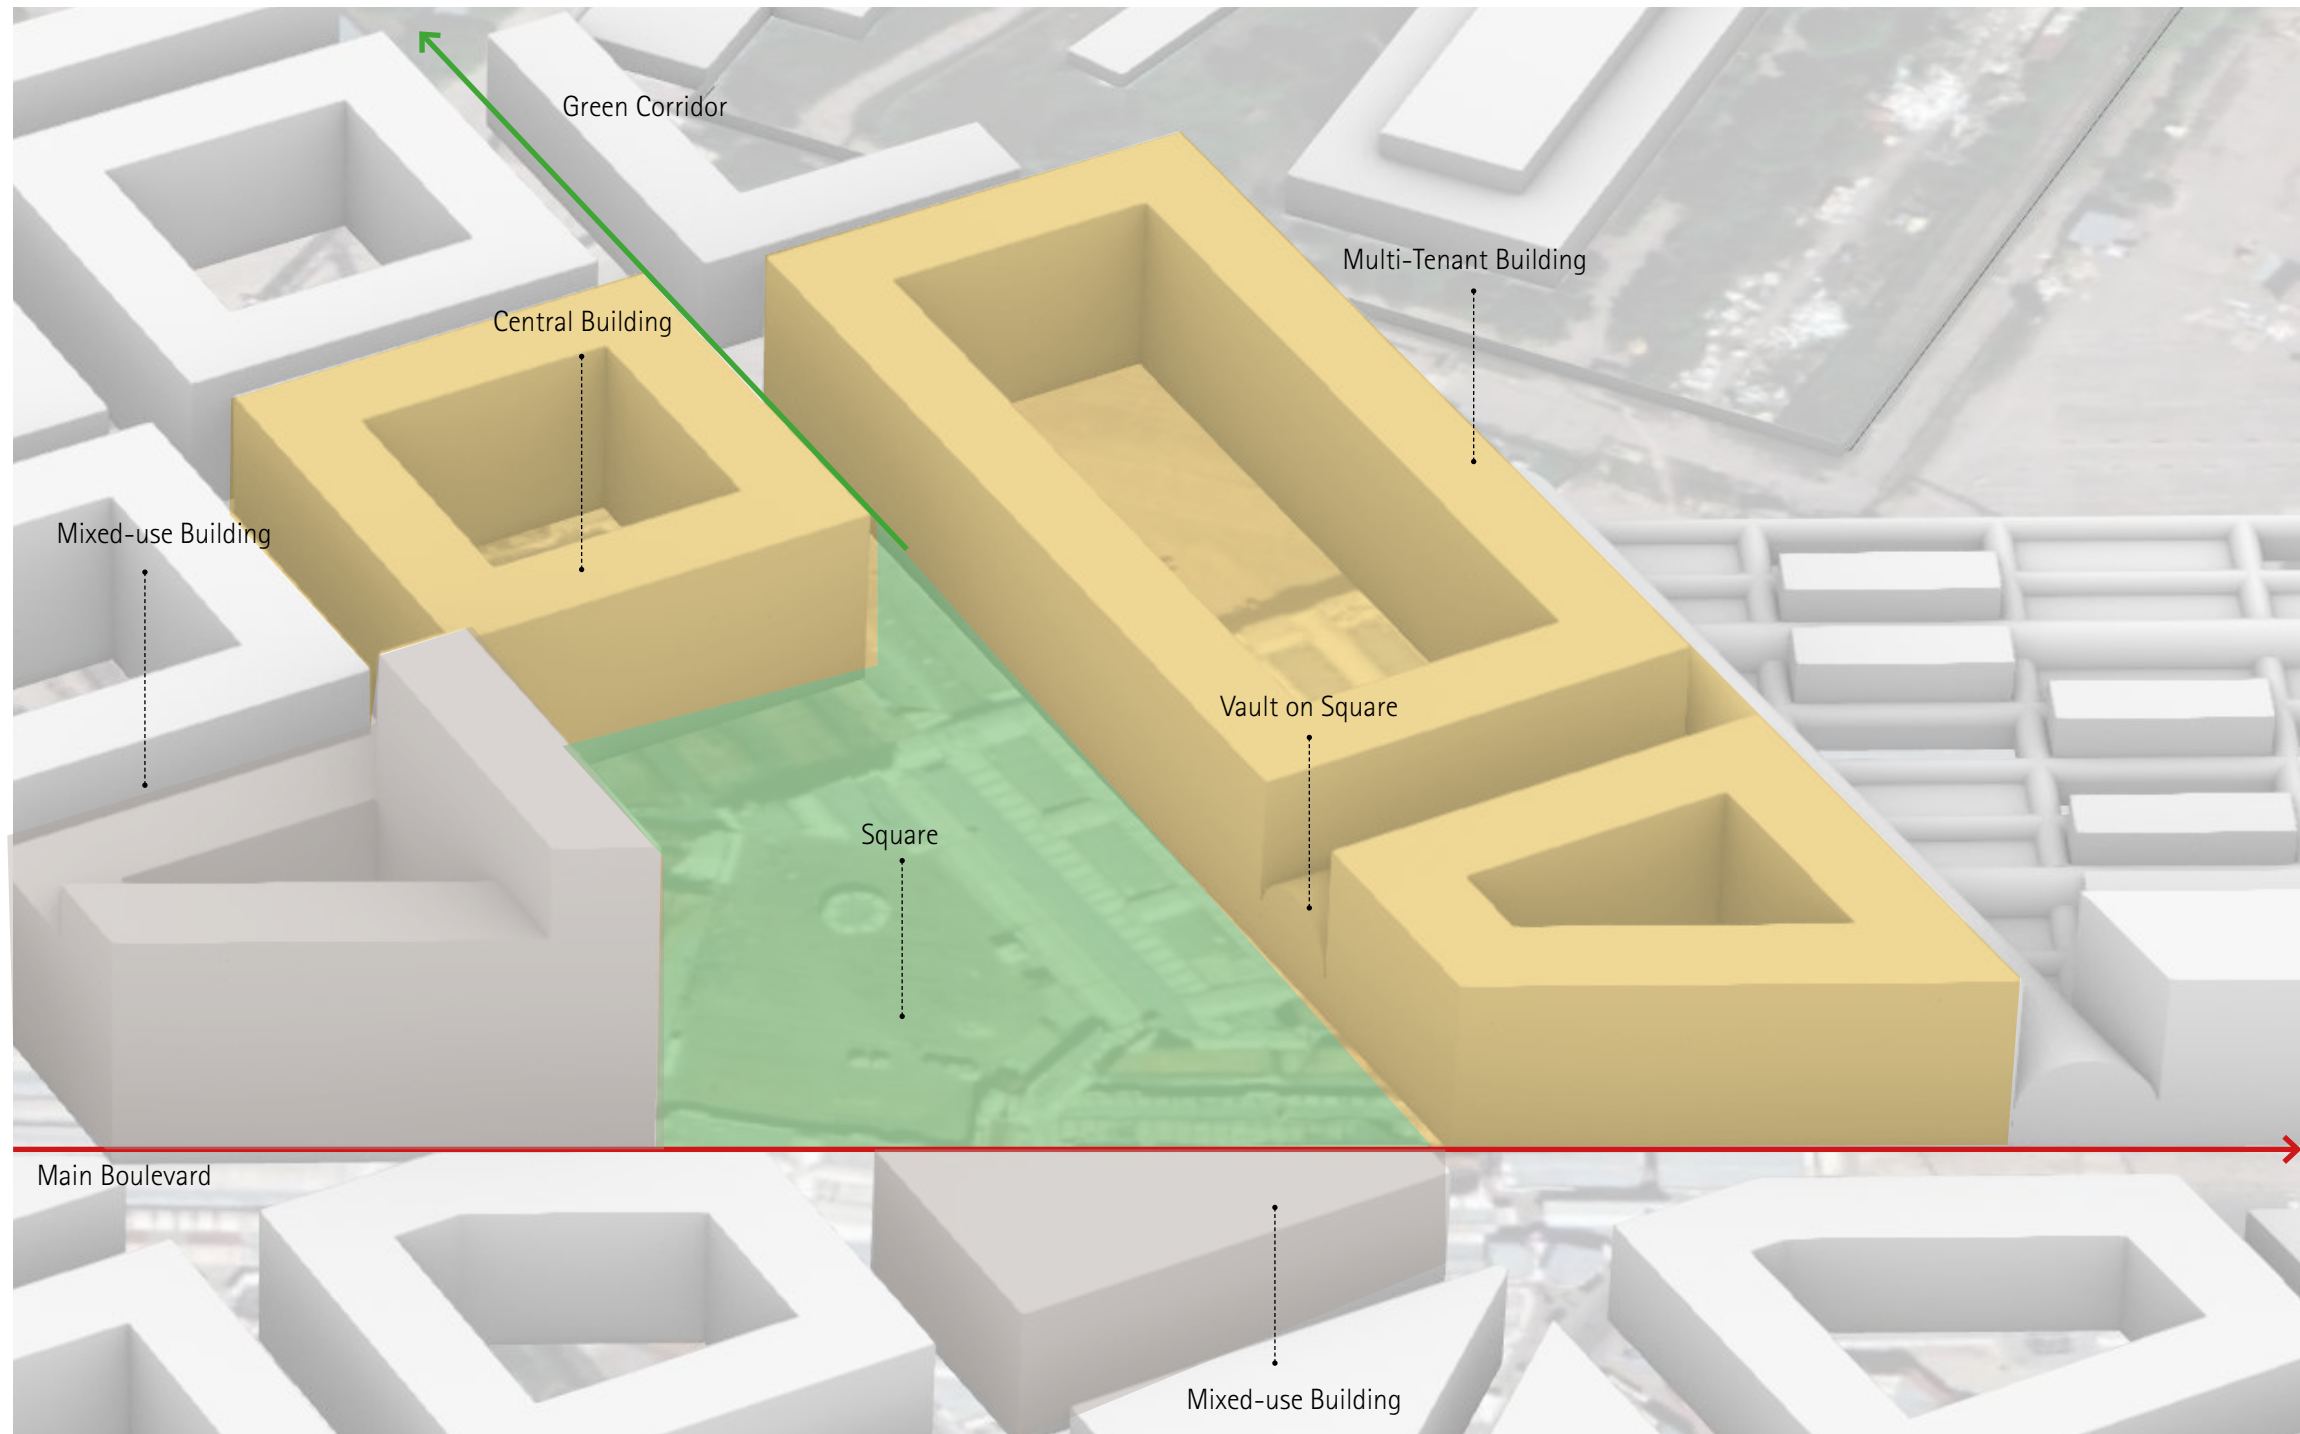 Green Corridor
Multi-Tenant Building
Central Building
Mixed-use Building
Vault on Square
Square
Main Boulevard
Mixed-use Building